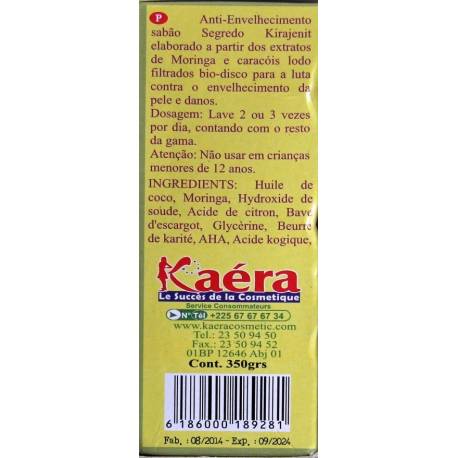 P Anti-Envelhecimento
sabão Segredo Kirajenit
elaborado a partir dos extratos
de Moringa e caracóis lodo
filtrados bio-disco para a luta
contra o envelhecimento da
pele e danos.
Dosagem: Lave 2 ou 3 vezes
por dia, contando com o resto
da gama.
Atenção: Não usar em crianças
menores de 12 anos.
INGREDIENTS: Huile de
coco, Moringa, Hydroxide de
soude, Acide de citron, Bave
d'escargot, Glycèrine, Beurre
de karité, AHA, Acide kogique,
Kaéra
Le Succès de la Cosmetique
Service Consommateurs
N° Tél +225 67 67 67 34
www.kaeracosmetic.com
Tel.: 23 50 94 50
Fax.: 23 50 94 52
01BP 12646 Abj 01
Cont. 350grs
6 186000 189281
Fab. : 08/2014 - Exp. : 09/2024